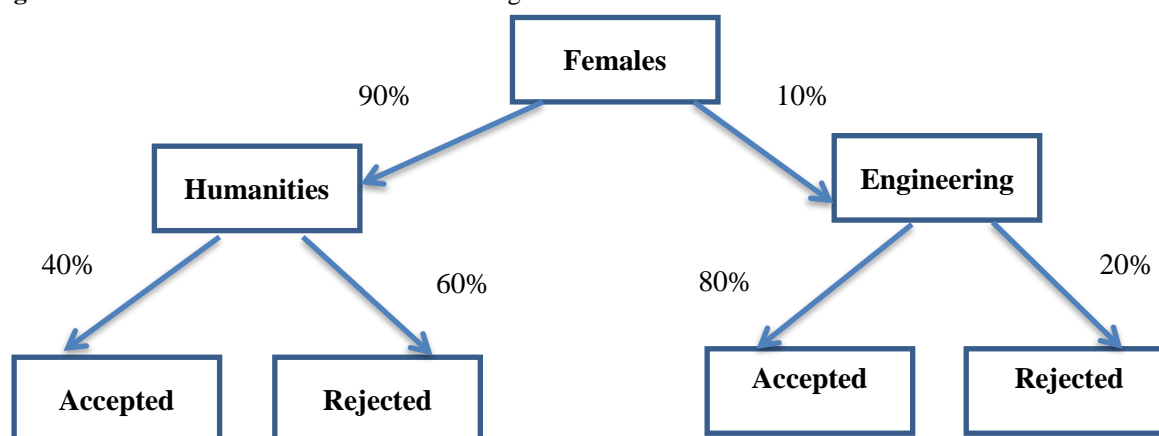 Females
90%
10%
Humanities
Engineering
40%
60%
80%
20%
Accepted
Rejected
Accepted
Rejected